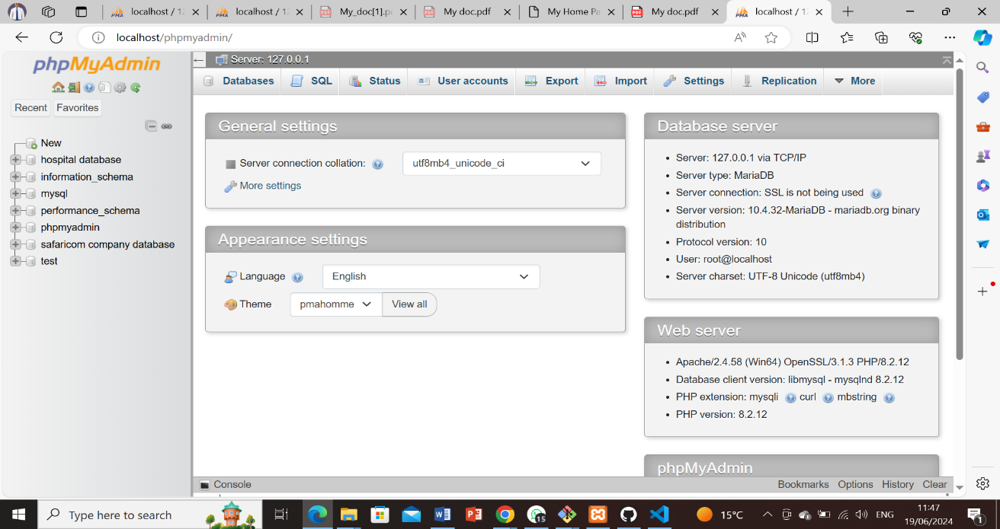 localhost / 12
localhost / 12
My_doc[1].p
My doc.pdf
My Home Pa
My doc.pdf
localhost / 12
localhost/phpmyadmin/
phpMyAdmin
Recent
Favorites
New
hospital database
information_schema
mysql
performance_schema
phpmyadmin
safaricom company database
test
Server: 127.0.0.1
Databases
SQL
Status
User accounts
Export
Import
Settings
Replication
More
General settings
Server connection collation:
utf8mb4_unicode_ci
More settings
Appearance settings
Language
English
Theme
pmahomme
View all
Database server
Server: 127.0.0.1 via TCP/IP
Server type: MariaDB
Server connection: SSL is not being used
Server version: 10.4.32-MariaDB - mariadb.org binary
distribution
Protocol version: 10
User: root@localhost
Server charset: UTF-8 Unicode (utf8mb4)
Web server
Apache/2.4.58 (Win64) OpenSSL/3.1.3 PHP/8.2.12
Database client version: libmysql - mysqlnd 8.2.12
PHP extension: mysqli curl mbstring
PHP version: 8.2.12
phpMyAdmin
Console
Bookmarks
Options
History
Clear
Type here to search
15
15°C
ENG
11:47
19/06/2024
1